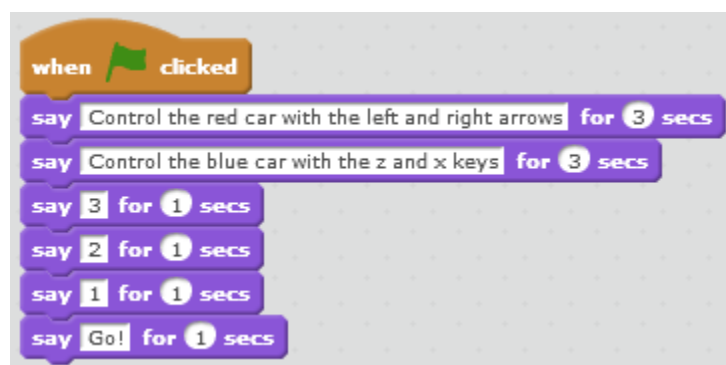 when clicked
say Control the red car with the left and right arrows for 3 secs
say Control the blue car with the z and x keys for 3 secs
say 3 for 1 secs
say 2 for 1 secs
say 1 for 1 secs
say Go! for 1 secs